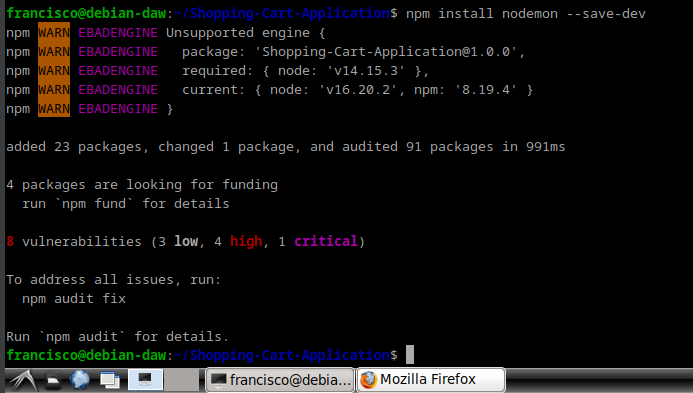 francisco@debian-daw:~/Shopping-Cart-Application$ npm install nodemon --save-dev
npm WARN EBADENGINE Unsupported engine {
npm WARN EBADENGINE   package: 'Shopping-Cart-Application@1.0.0',
npm WARN EBADENGINE   required: { node: 'v14.15.3' },
npm WARN EBADENGINE   current: { node: 'v16.20.2', npm: '8.19.4' }
npm WARN EBADENGINE }

added 23 packages, changed 1 package, and audited 91 packages in 991ms

4 packages are looking for funding
  run `npm fund` for details

8 vulnerabilities (3 low, 4 high, 1 critical)

To address all issues, run:
  npm audit fix

Run `npm audit` for details.
francisco@debian-daw:~/Shopping-Cart-Application$
francisco@debia...
Mozilla Firefox